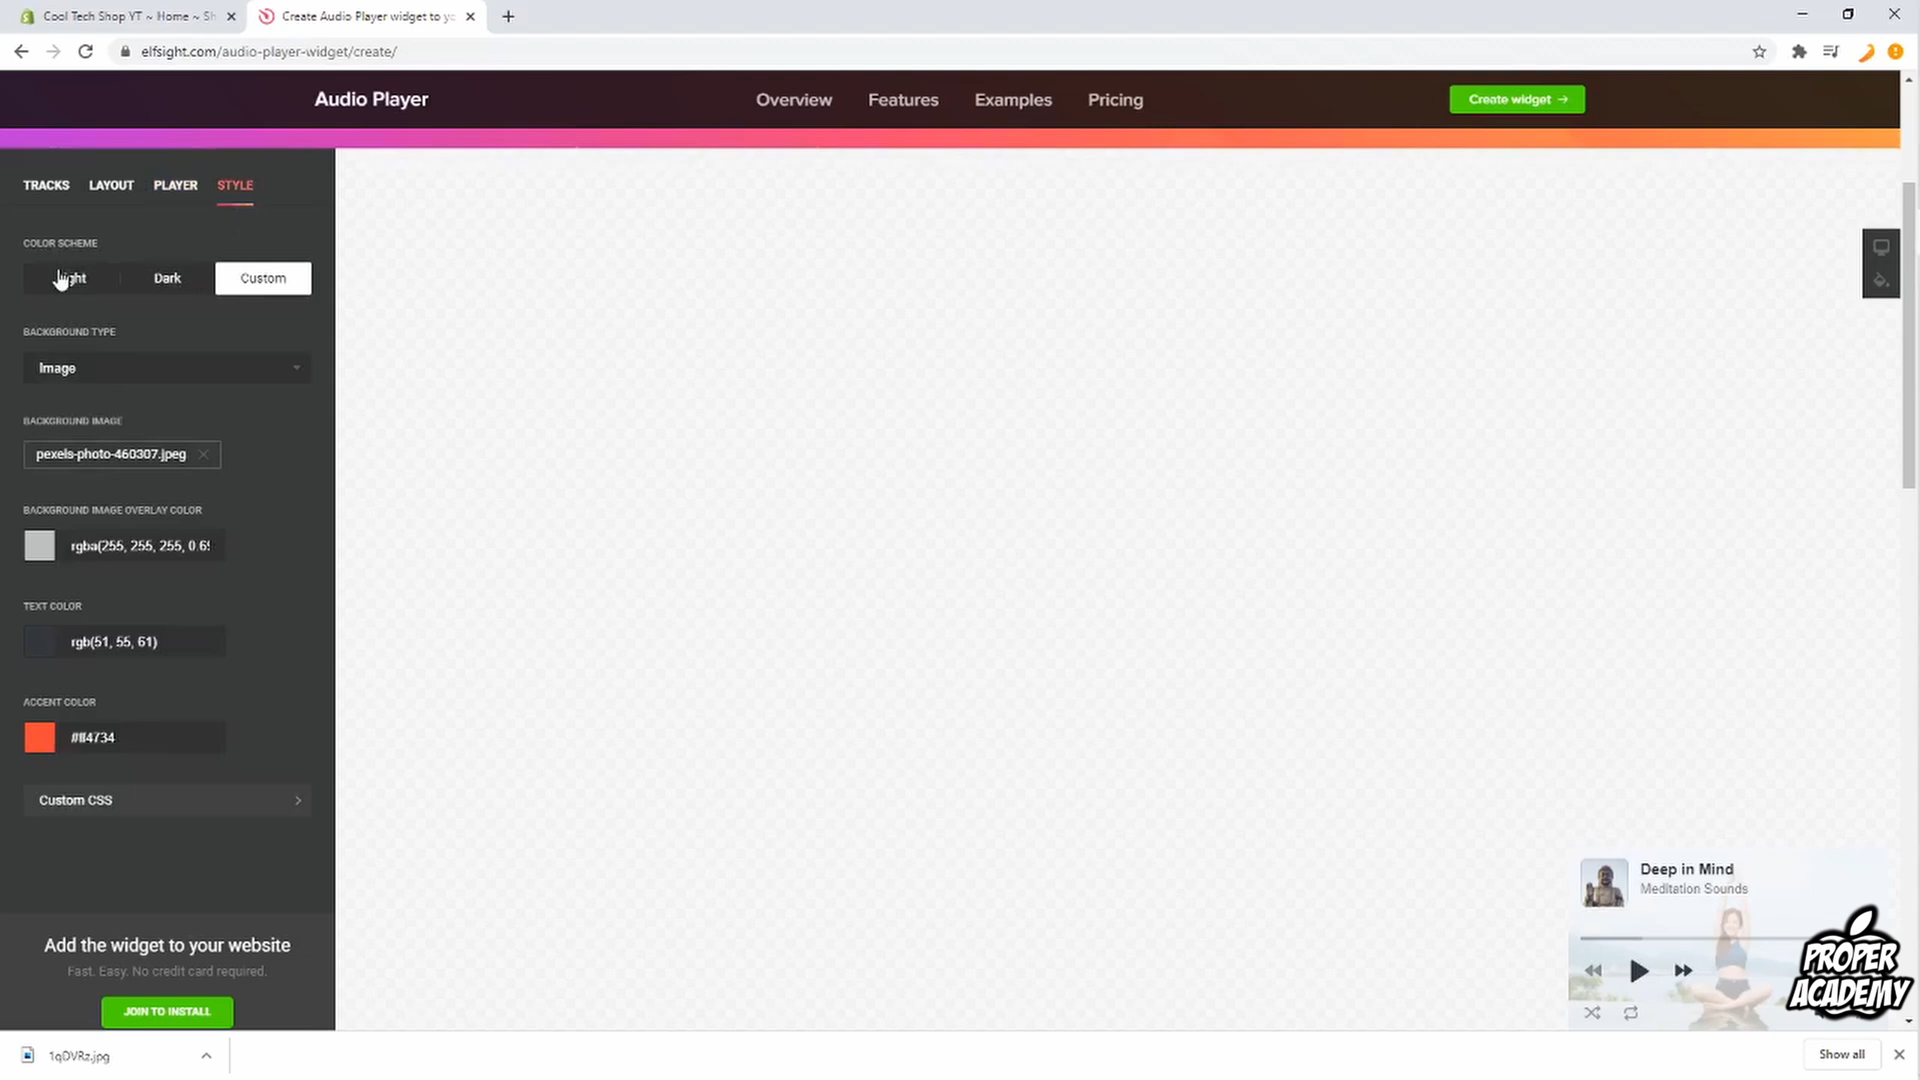 Cool Tech Shop YT ~ Home ~ Sh
Create Audio Player widget to yo
elfsight.com/audio-player-widget/create/
Audio Player
Overview
Features
Examples
Pricing
Create widget →
TRACKS
LAYOUT
PLAYER
STYLE
COLOR SCHEME
Dark
Custom
BACKGROUND TYPE
Image
BACKGROUND IMAGE
pexels-photo-460307.jpeg
BACKGROUND IMAGE OVERLAY COLOR
rgba(255, 255, 255, 0.69
TEXT COLOR
rgb(51, 55, 61)
ACCENT COLOR
#ff4734
Custom CSS
Add the widget to your website
Fast. Easy. No credit card required.
JOIN TO INSTALL
Deep in Mind
Meditation Sounds
PROPER
ACADEMY
1qDVRz.jpg
Show all